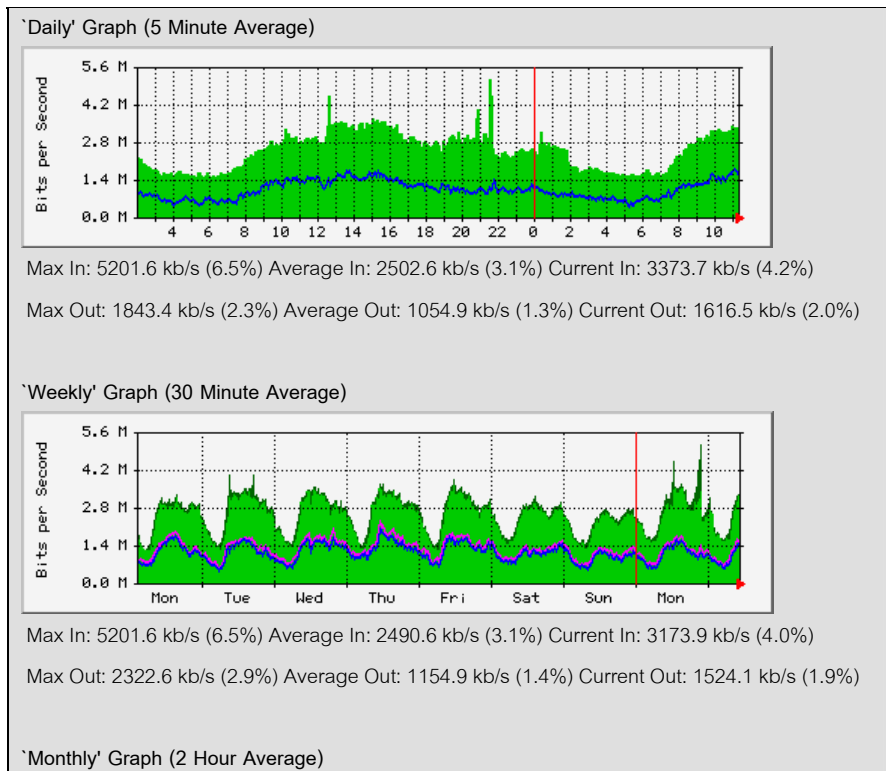 `Daily' Graph (5 Minute Average)
5.6 M
4.2 M
2.8 M
1.4 M
0.0 M
Bits per Second
4 6 8 10 12 14 16 18 20 22 0 2 4 6 8 10
Max In: 5201.6 kb/s (6.5%) Average In: 2502.6 kb/s (3.1%) Current In: 3373.7 kb/s (4.2%)
Max Out: 1843.4 kb/s (2.3%) Average Out: 1054.9 kb/s (1.3%) Current Out: 1616.5 kb/s (2.0%)
`Weekly' Graph (30 Minute Average)
5.6 M
4.2 M
2.8 M
1.4 M
0.0 M
Bits per Second
Mon Tue Wed Thu Fri Sat Sun Mon
Max In: 5201.6 kb/s (6.5%) Average In: 2490.6 kb/s (3.1%) Current In: 3173.9 kb/s (4.0%)
Max Out: 2322.6 kb/s (2.9%) Average Out: 1154.9 kb/s (1.4%) Current Out: 1524.1 kb/s (1.9%)
`Monthly' Graph (2 Hour Average)